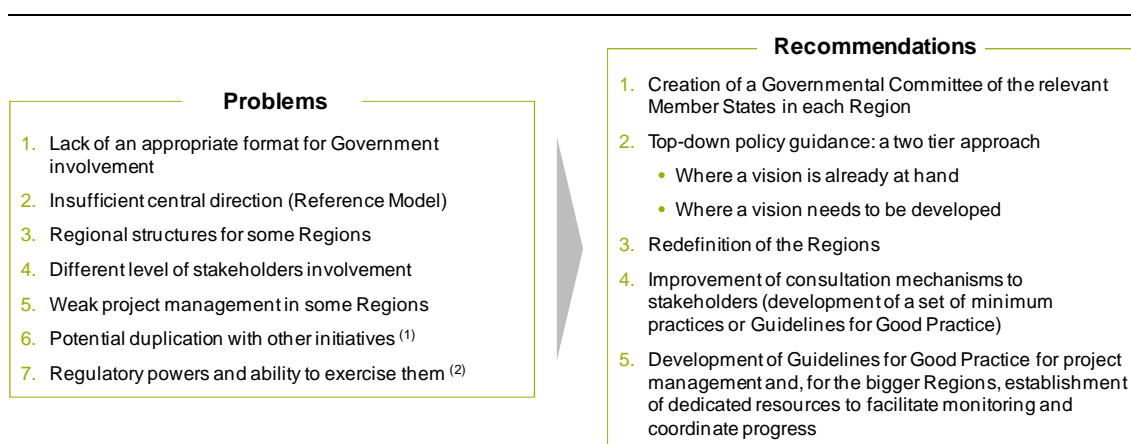 Problems
1. Lack of an appropriate format for Government
involvement
2. Insufficient central direction (Reference Model)
3. Regional structures for some Regions
4. Different level of stakeholders involvement
5. Weak project management in some Regions
6. Potential duplication with other initiatives (1)
7. Regulatory powers and ability to exercise them (2)
Recommendations
1. Creation of a Governmental Committee of the relevant
Member States in each Region
2. Top-down policy guidance: a two tier approach
• Where a vision is already at hand
• Where a vision needs to be developed
3. Redefinition of the Regions
4. Improvement of consultation mechanisms to
stakeholders (development of a set of minimum
practices or Guidelines for Good Practice)
5. Development of Guidelines for Good Practice for project
management and, for the bigger Regions, establishment
of dedicated resources to facilitate monitoring and
coordinate progress